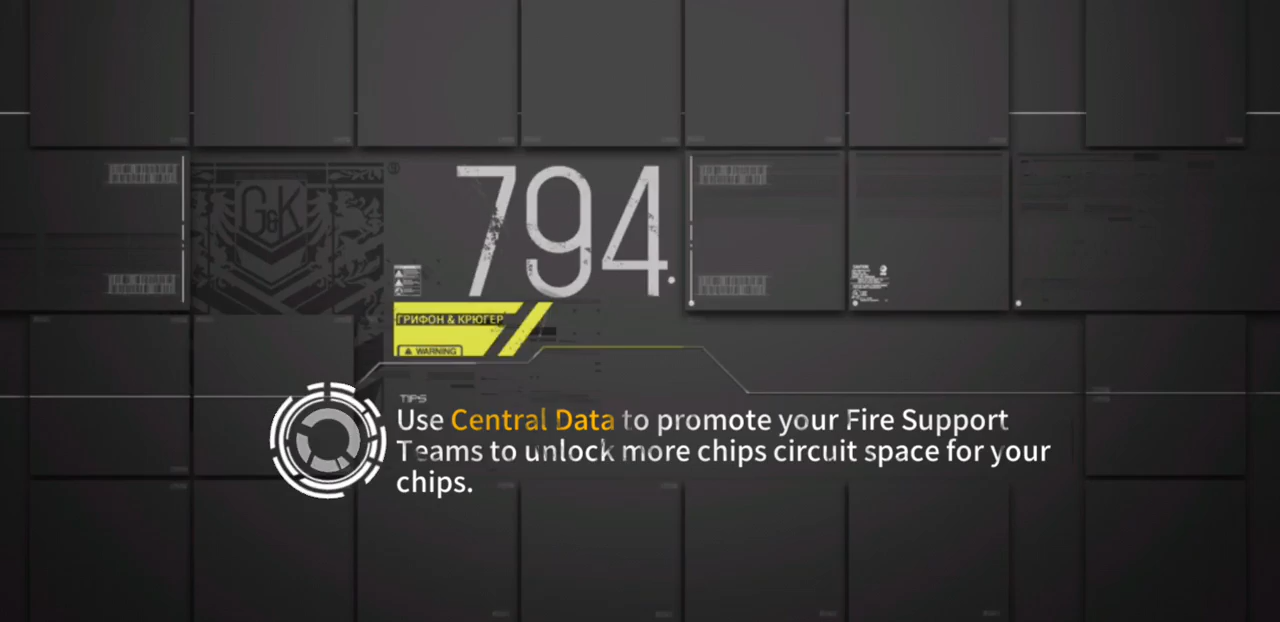 G&K
794.
ГРИФОН & КРЮГЕР
WARNING
TIPS
Use Central Data to promote your Fire Support
Teams to unlock more chips circuit space for your
chips.